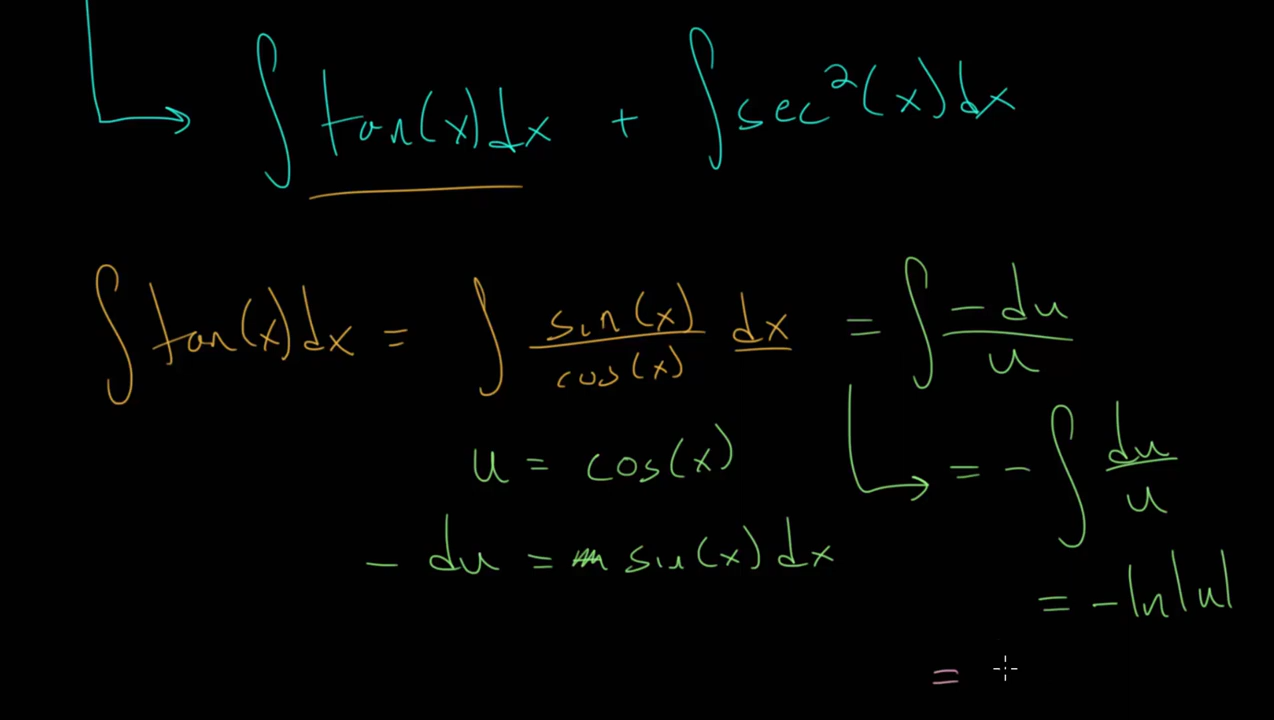 ∫ tan(x)dx + ∫ sec²(x)dx
∫ tan(x)dx = ∫ sin(x)/cos(x) dx = ∫ -du/u
u = cos(x)
= - ∫ du/u
- du = sin(x)dx
= -ln|u|
=